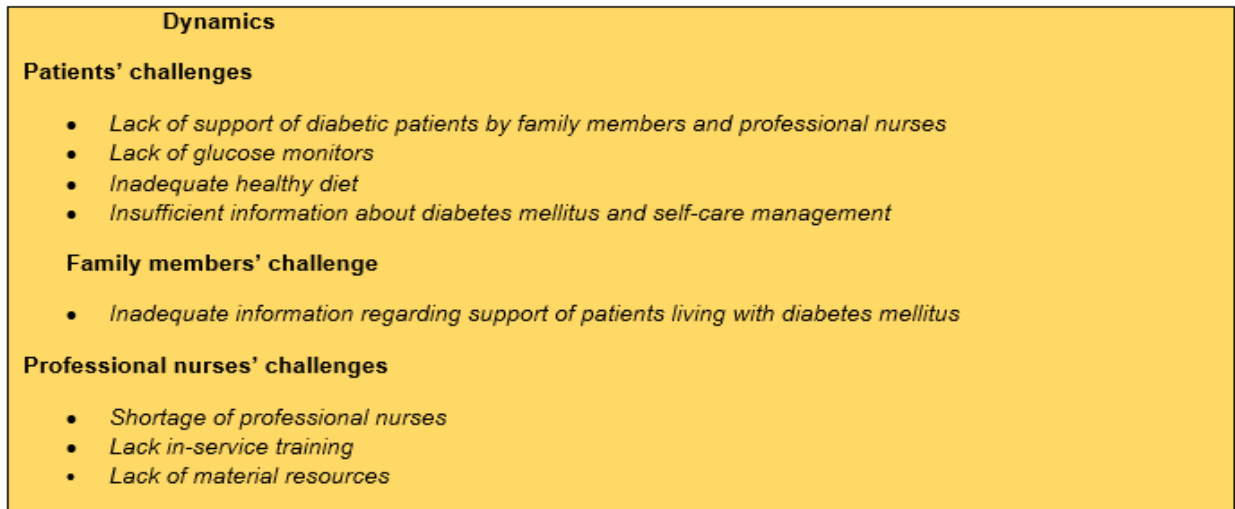 Dynamics
Patients’ challenges
• Lack of support of diabetic patients by family members and professional nurses
• Lack of glucose monitors
• Inadequate healthy diet
• Insufficient information about diabetes mellitus and self-care management
Family members’ challenge
• Inadequate information regarding support of patients living with diabetes mellitus
Professional nurses’ challenges
• Shortage of professional nurses
• Lack in-service training
• Lack of material resources